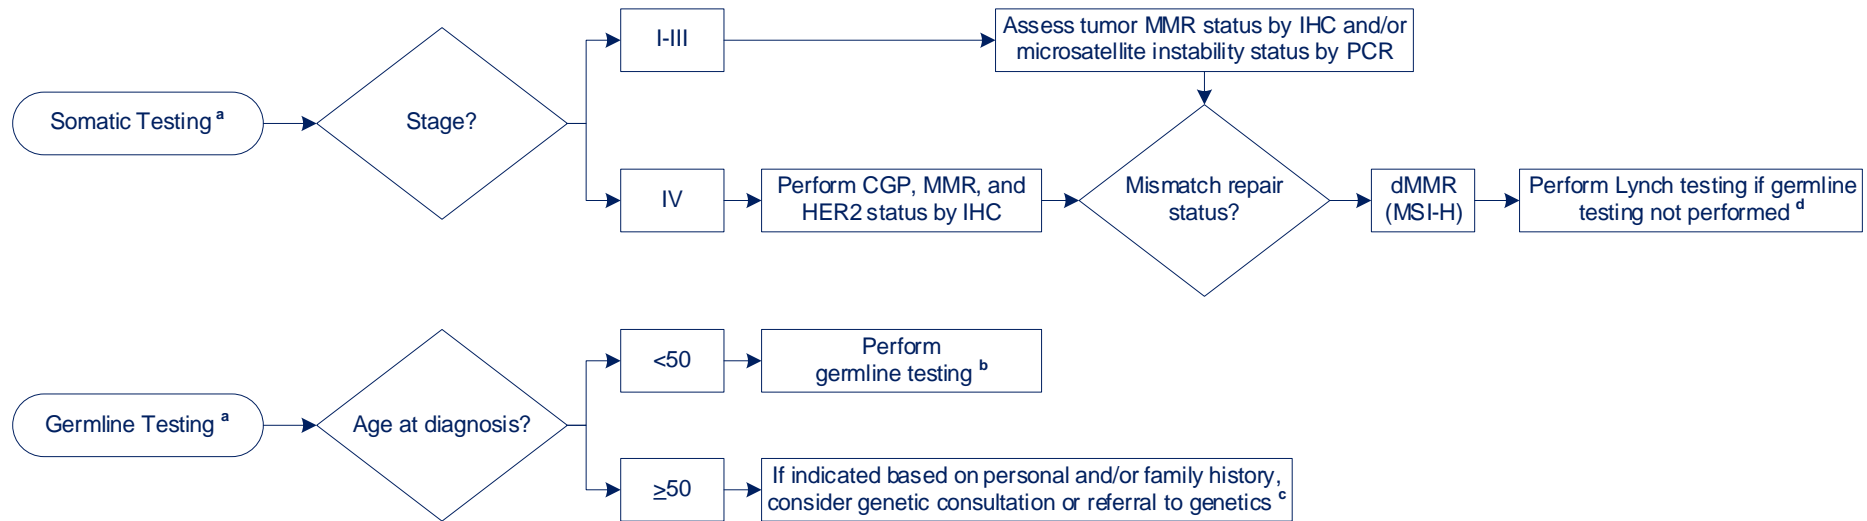 Somatic Testing a
Stage?
I-III
Assess tumor MMR status by IHC and/or
microsatellite instability status by PCR
IV
Perform CGP, MMR, and
HER2 status by IHC
Mismatch repair
status?
dMMR
(MSI-H)
Perform Lynch testing if germline
testing not performed d
Germline Testing a
Age at diagnosis?
<50
Perform
germline testing b
≥50
If indicated based on personal and/or family history,
consider genetic consultation or referral to genetics c